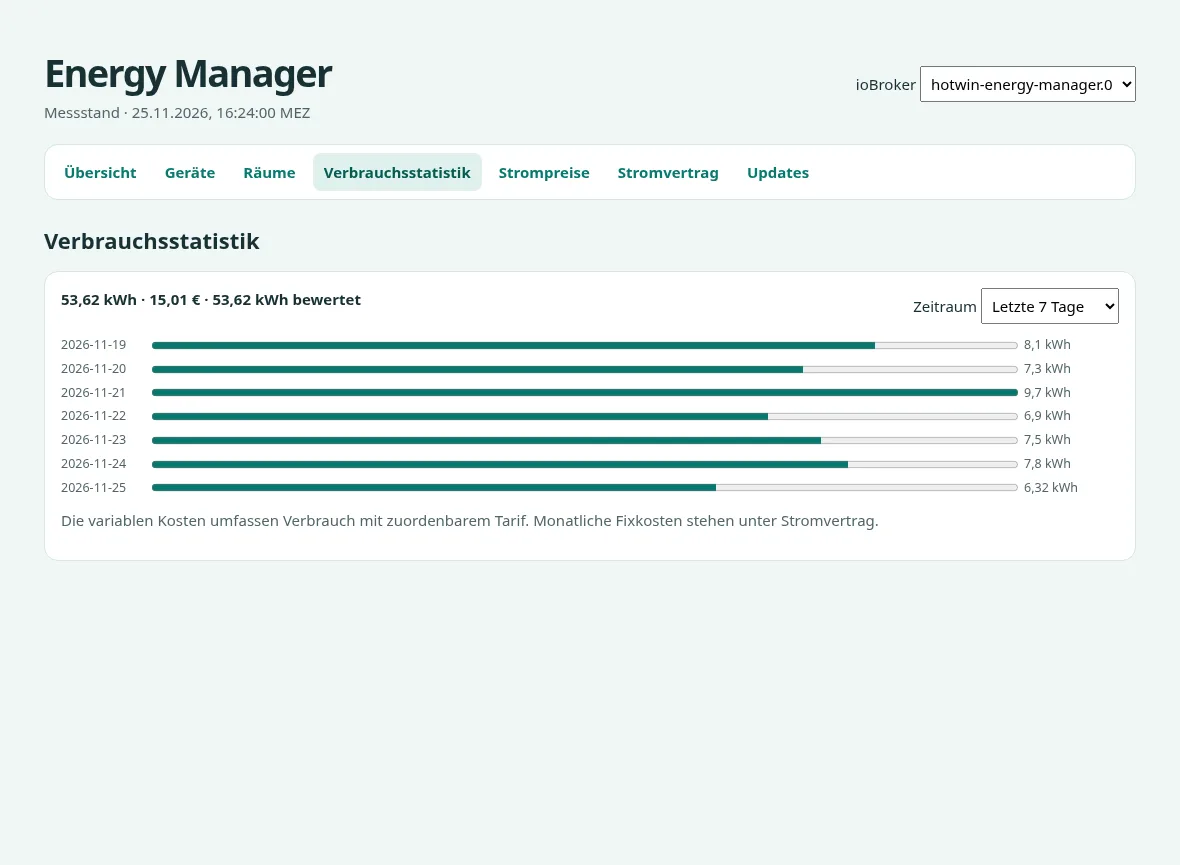 Energy Manager
Messstand · 25.11.2026, 16:24:00 MEZ
ioBroker hotwin-energy-manager.0
Übersicht Geräte Räume Verbrauchsstatistik Strompreise Stromvertrag Updates
Verbrauchsstatistik
53,62 kWh · 15,01 € · 53,62 kWh bewertet
Zeitraum Letzte 7 Tage
2026-11-19 8,1 kWh
2026-11-20 7,3 kWh
2026-11-21 9,7 kWh
2026-11-22 6,9 kWh
2026-11-23 7,5 kWh
2026-11-24 7,8 kWh
2026-11-25 6,32 kWh
Die variablen Kosten umfassen Verbrauch mit zuordenbarem Tarif. Monatliche Fixkosten stehen unter Stromvertrag.